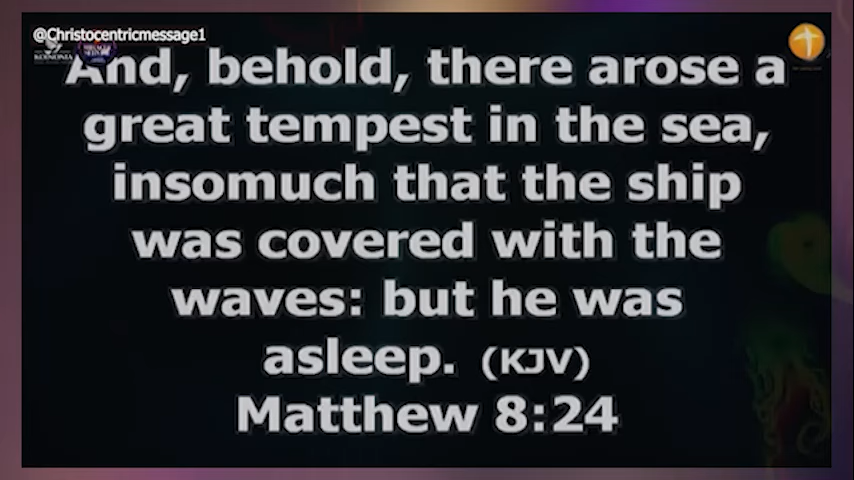 @Christocentricmessage1
KOINONIA
And, behold, there arose a
great tempest in the sea,
insomuch that the ship
was covered with the
waves: but he was
asleep. (KJV)
Matthew 8:24